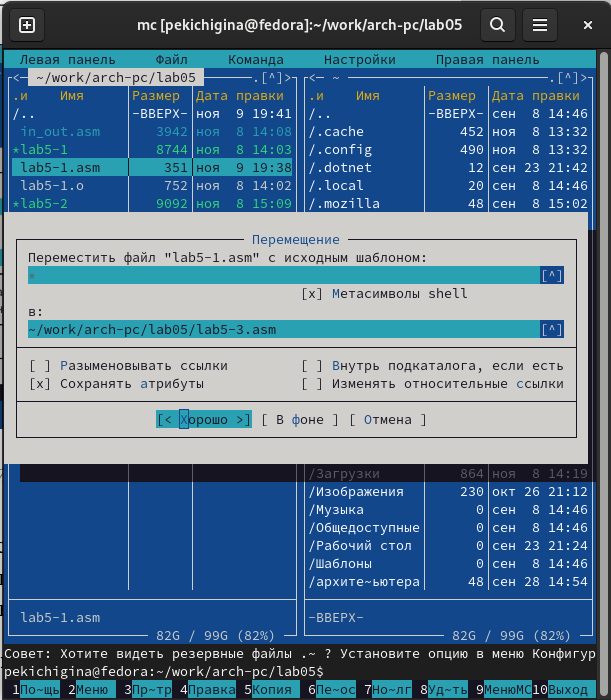 mc [pekichigina@fedora]:~/work/arch-pc/lab05
Левая панель Файл Команда Настройки Правая панель
<─ ~/work/arch-pc/lab05 ─.[^]> <─ ~ ─.[^]>
.и Имя Размер Дата правки .и Имя Размер Дата правки
/.. -ВВЕРХ- ноя 9 19:41 /.. -ВВЕРХ- сен 8 14:46
in_out.asm 3942 ноя 8 14:08 /.cache 452 ноя 8 13:32
*lab5-1 8744 ноя 8 14:03 /.config 490 ноя 8 13:32
lab5-1.asm 351 ноя 9 19:38 /.dotnet 12 сен 23 21:42
lab5-1.o 752 ноя 8 14:02 /.local 20 сен 8 14:46
*lab5-2 9092 ноя 8 15:09 /.mozilla 48 сен 8 15:02
Перемещение
Переместить файл "lab5-1.asm" с исходным шаблоном:
* [^]
[x] Метасимволы shell
в:
~/work/arch-pc/lab05/lab5-3.asm [^]
[ ] Разыменовывать ссылки [ ] Внутрь подкаталога, если есть
[x] Сохранять атрибуты [ ] Изменять относительные ссылки
[< Хорошо >] [ В фоне ] [ Отмена ]
/Загрузки 864 ноя 8 14:19
/Изображения 230 окт 26 21:12
/Музыка 0 сен 8 14:46
/Общедоступные 0 сен 8 14:46
/Рабочий стол 0 сен 23 21:24
/Шаблоны 0 сен 8 14:46
/архите~ьютера 48 сен 28 14:54
lab5-1.asm -ВВЕРХ-
82G / 99G (82%) 82G / 99G (82%)
Совет: Хотите видеть резервные файлы .~ ? Установите опцию в меню Конфигур
pekichigina@fedora:~/work/arch-pc/lab05$
1По~щь 2Меню 3Пр~тр 4Правка 5Копия 6Пе~ос 7Но~лг 8Уд~ть 9МенюМС 10Выход